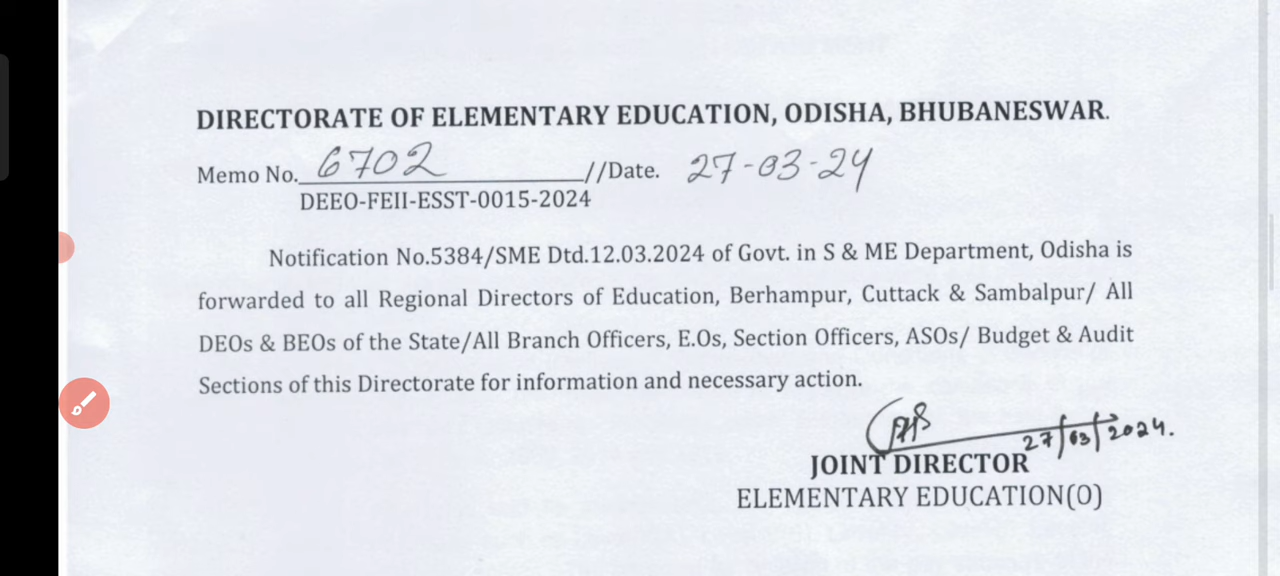 DIRECTORATE OF ELEMENTARY EDUCATION, ODISHA, BHUBANESWAR.
Memo No. 6702 //Date. 27-03-24
DEEO-FEII-ESST-0015-2024
Notification No.5384/SME Dtd.12.03.2024 of Govt. in S & ME Department, Odisha is
forwarded to all Regional Directors of Education, Berhampur, Cuttack & Sambalpur/ All
DEOs & BEOs of the State/All Branch Officers, E.Os, Section Officers, ASOs/ Budget & Audit
Sections of this Directorate for information and necessary action.
27/03/2024.
JOINT DIRECTOR
ELEMENTARY EDUCATION(O)